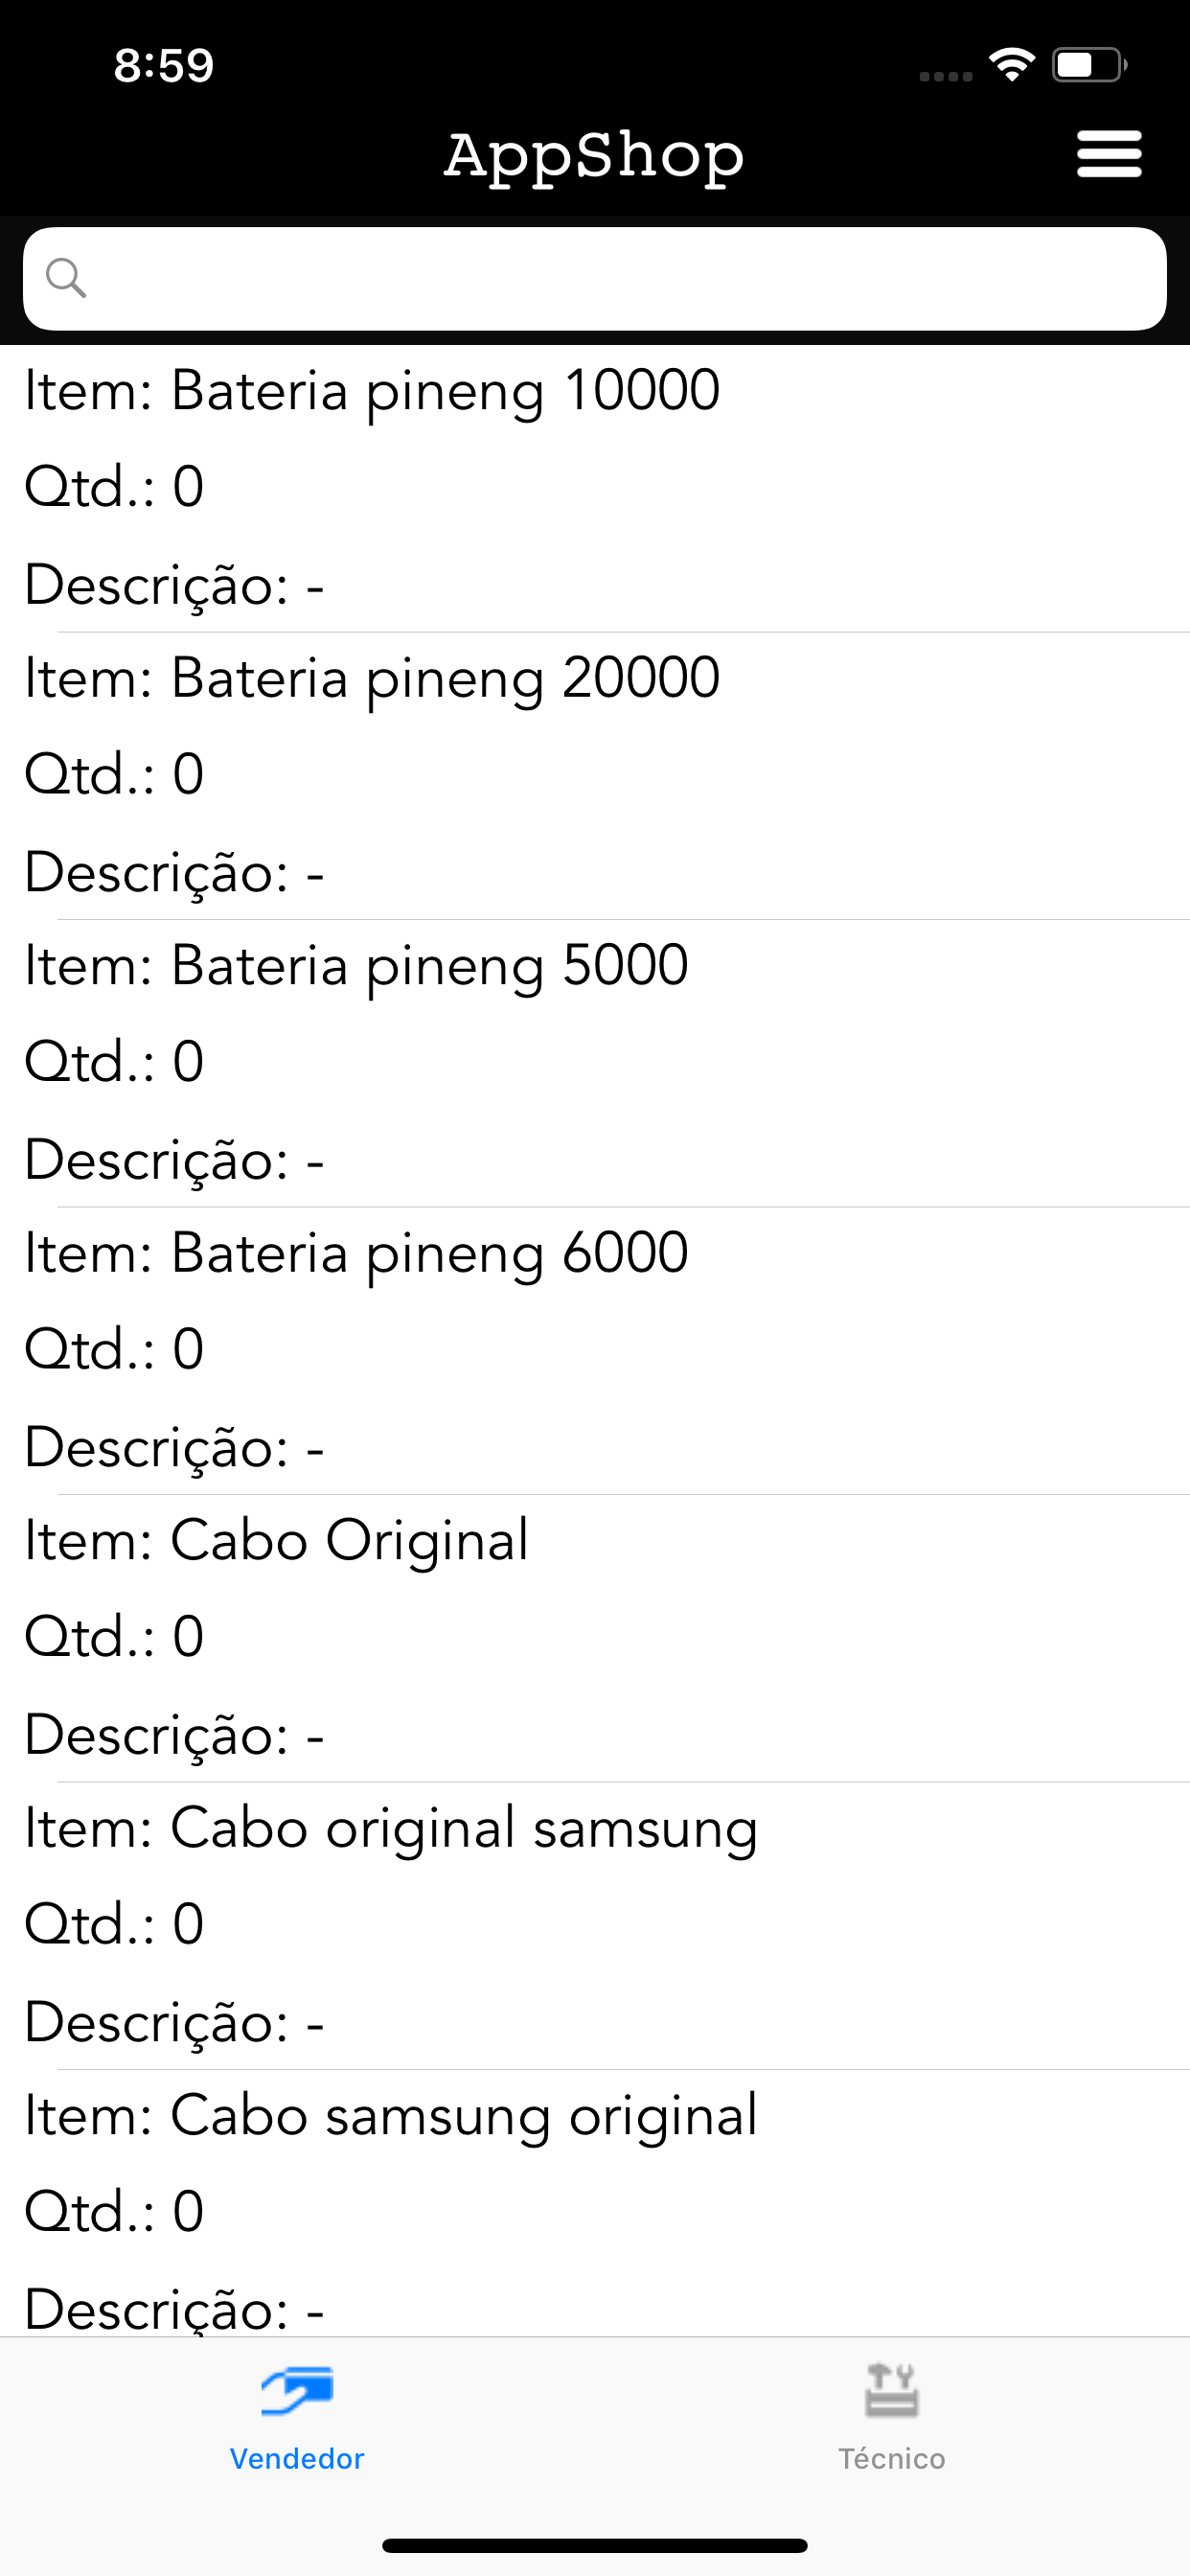 8:59
AppShop
Item: Bateria pineng 10000
Qtd.: 0
Descrição: -
Item: Bateria pineng 20000
Qtd.: 0
Descrição: -
Item: Bateria pineng 5000
Qtd.: 0
Descrição: -
Item: Bateria pineng 6000
Qtd.: 0
Descrição: -
Item: Cabo Original
Qtd.: 0
Descrição: -
Item: Cabo original samsung
Qtd.: 0
Descrição: -
Item: Cabo samsung original
Qtd.: 0
Descrição: -
Vendedor
Técnico